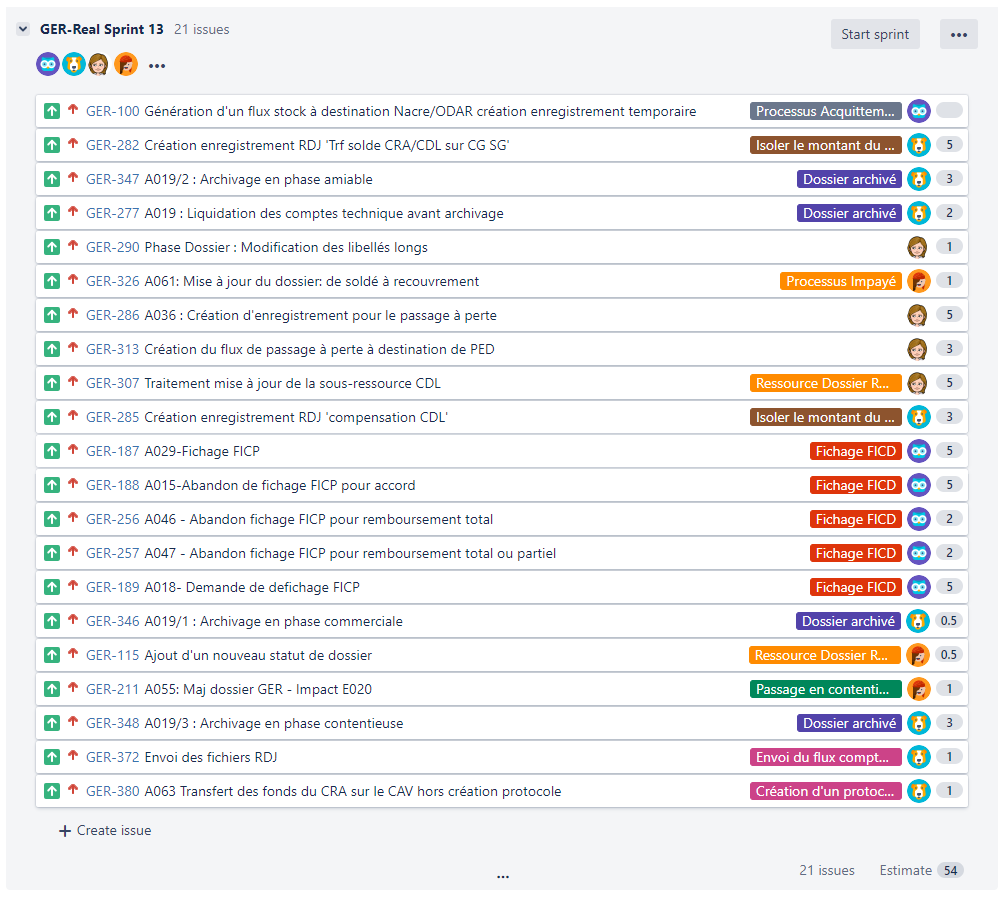 GER-Real Sprint 13 21 issues Start sprint ...
...
GER-100 Génération d'un flux stock à destination Nacre/ODAR création enregistrement temporaire Processus Acquittem...
GER-282 Création enregistrement RDJ 'Trf solde CRA/CDL sur CG SG' Isoler le montant du ... 5
GER-347 A019/2 : Archivage en phase amiable Dossier archivé 3
GER-277 A019 : Liquidation des comptes technique avant archivage Dossier archivé 2
GER-290 Phase Dossier : Modification des libellés longs 1
GER-326 A061: Mise à jour du dossier: de soldé à recouvrement Processus Impayé 1
GER-286 A036 : Création d'enregistrement pour le passage à perte 5
GER-313 Création du flux de passage à perte à destination de PED 3
GER-307 Traitement mise à jour de la sous-ressource CDL Ressource Dossier R... 5
GER-285 Création enregistrement RDJ 'compensation CDL' Isoler le montant du ... 3
GER-187 A029-Fichage FICP Fichage FICD 5
GER-188 A015-Abandon de fichage FICP pour accord Fichage FICD 5
GER-256 A046 - Abandon fichage FICP pour remboursement total Fichage FICD 2
GER-257 A047 - Abandon fichage FICP pour remboursement total ou partiel Fichage FICD 2
GER-189 A018- Demande de defichage FICP Fichage FICD 5
GER-346 A019/1 : Archivage en phase commerciale Dossier archivé 0.5
GER-115 Ajout d'un nouveau statut de dossier Ressource Dossier R... 0.5
GER-211 A055: Maj dossier GER - Impact E020 Passage en contenti... 1
GER-348 A019/3 : Archivage en phase contentieuse Dossier archivé 3
GER-372 Envoi des fichiers RDJ Envoi du flux compt... 1
GER-380 A063 Transfert des fonds du CRA sur le CAV hors création protocole Création d'un protoc... 1
+ Create issue
... 21 issues Estimate 54